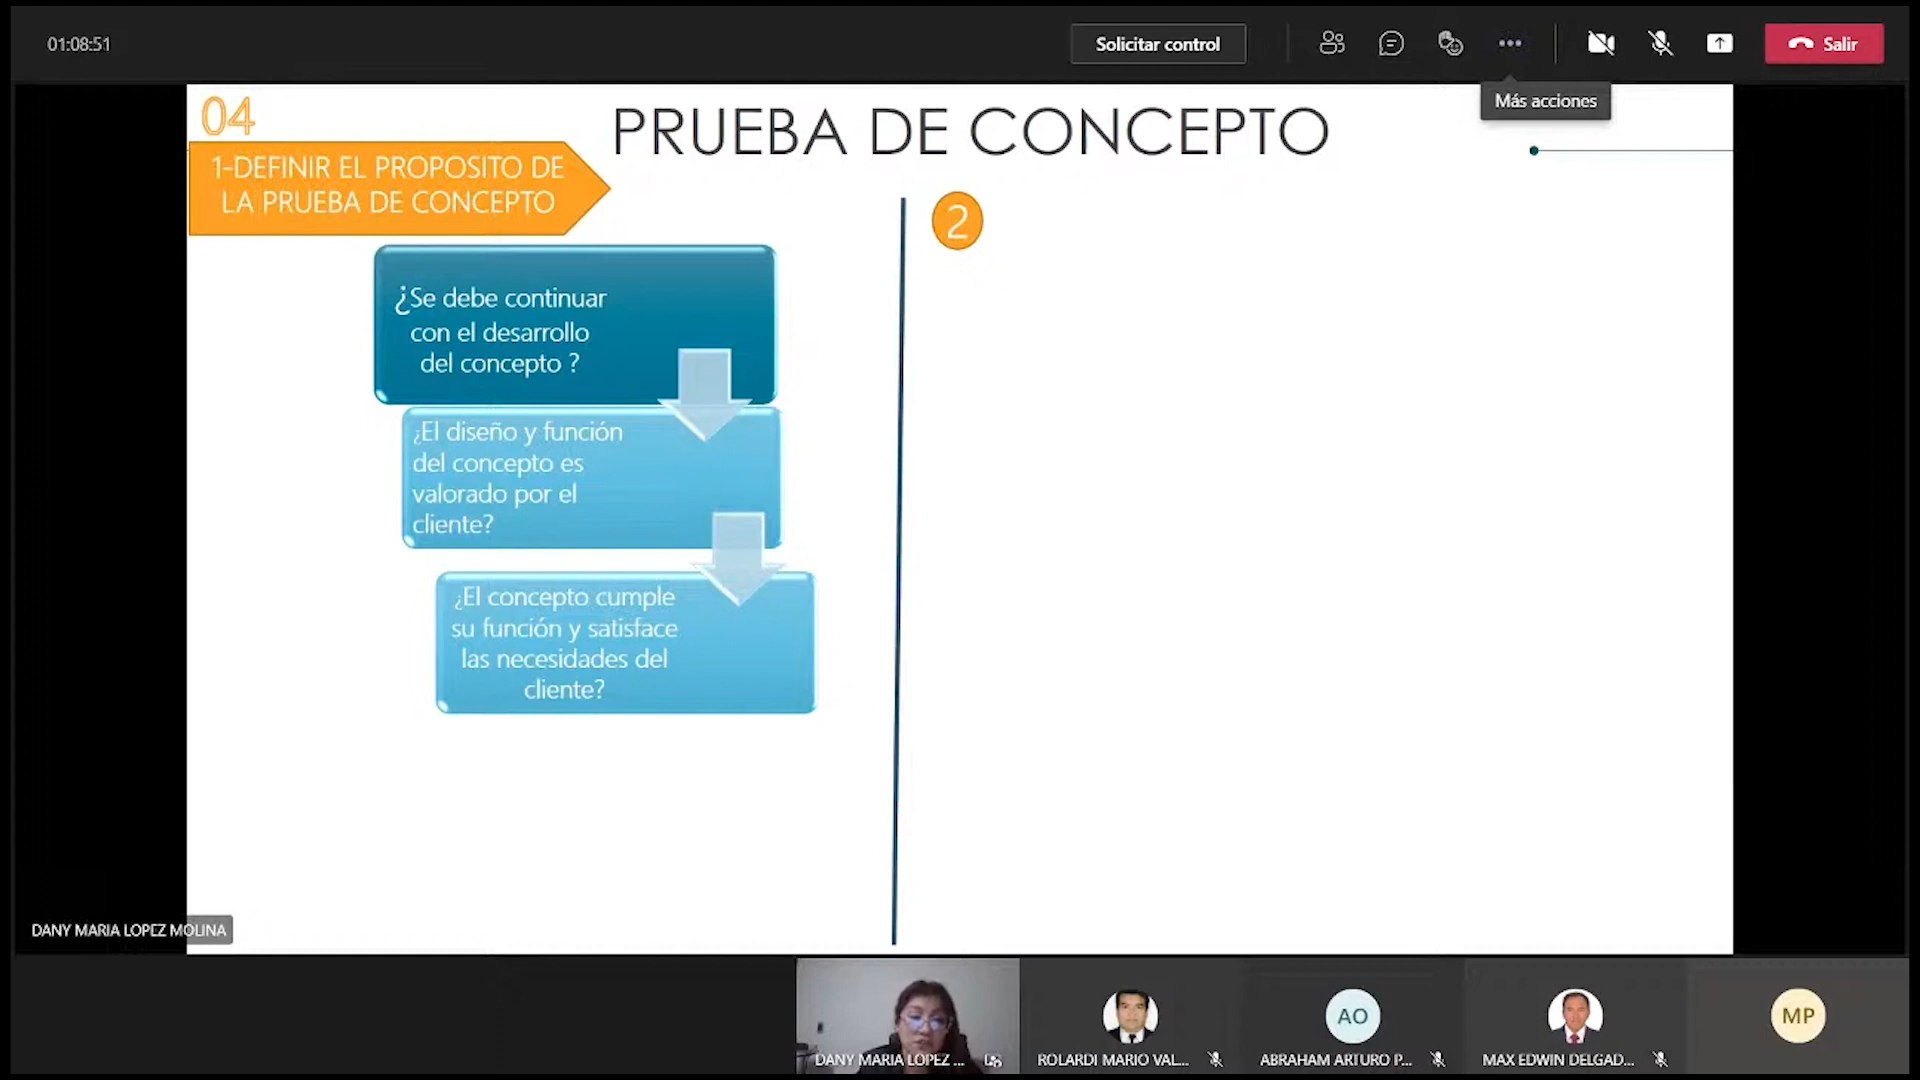 01:08:51
Solicitar control
Salir
Más acciones
04
PRUEBA DE CONCEPTO
1-DEFINIR EL PROPOSITO DE
LA PRUEBA DE CONCEPTO
2
¿Se debe continuar
con el desarrollo
del concepto ?
¿El diseño y función
del concepto es
valorado por el
cliente?
¿El concepto cumple
su función y satisface
las necesidades del
cliente?
DANY MARIA LOPEZ MOLINA
DANY MARIA LOPEZ ...
ROLARDI MARIO VAL...
AO
ABRAHAM ARTURO P...
MAX EDWIN DELGAD...
MP